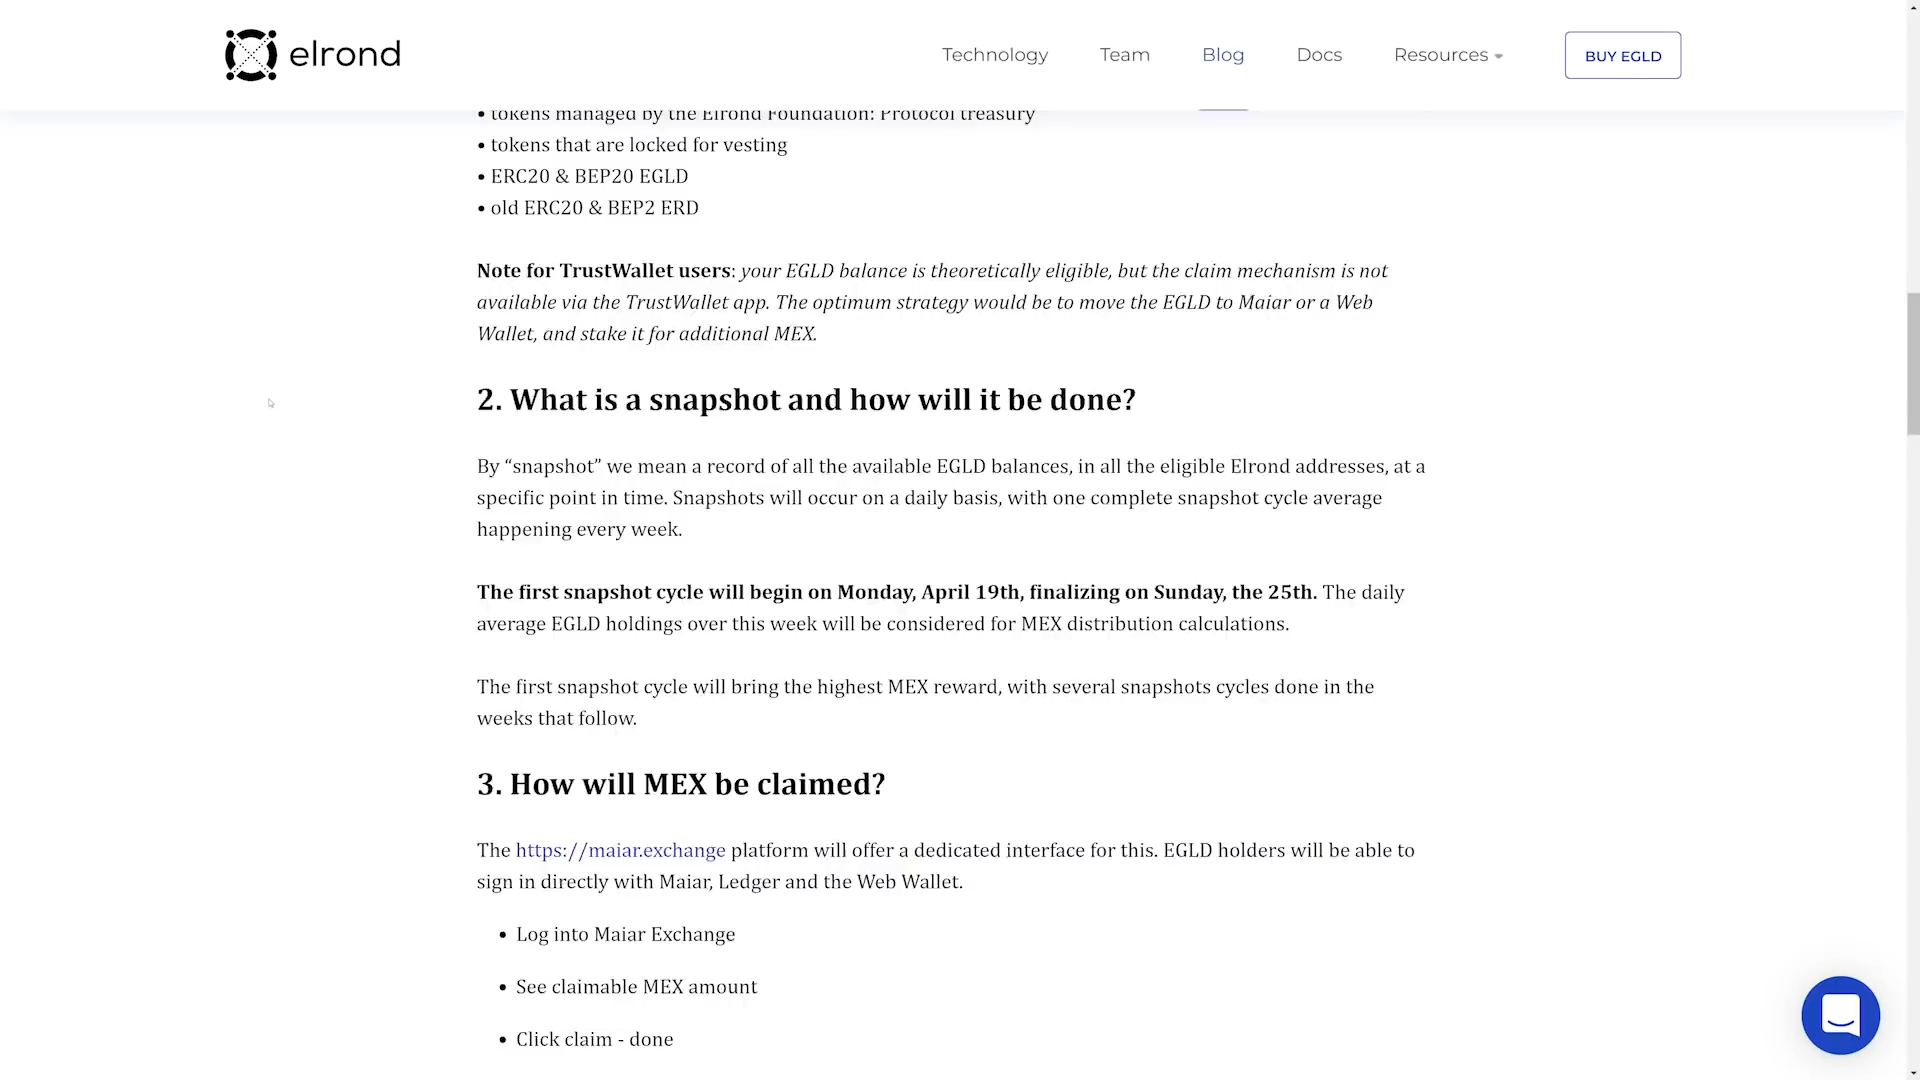 elrond
Technology
Team
Blog
Docs
Resources
BUY EGLD
• tokens managed by the Elrond Foundation: Protocol treasury
• tokens that are locked for vesting
• ERC20 & BEP20 EGLD
• old ERC20 & BEP2 ERD
Note for TrustWallet users: your EGLD balance is theoretically eligible, but the claim mechanism is not
available via the TrustWallet app. The optimum strategy would be to move the EGLD to Maiar or a Web
Wallet, and stake it for additional MEX.
2. What is a snapshot and how will it be done?
By “snapshot” we mean a record of all the available EGLD balances, in all the eligible Elrond addresses, at a
specific point in time. Snapshots will occur on a daily basis, with one complete snapshot cycle average
happening every week.
The first snapshot cycle will begin on Monday, April 19th, finalizing on Sunday, the 25th. The daily
average EGLD holdings over this week will be considered for MEX distribution calculations.
The first snapshot cycle will bring the highest MEX reward, with several snapshots cycles done in the
weeks that follow.
3. How will MEX be claimed?
The https://maiar.exchange platform will offer a dedicated interface for this. EGLD holders will be able to
sign in directly with Maiar, Ledger and the Web Wallet.
• Log into Maiar Exchange
• See claimable MEX amount
• Click claim - done